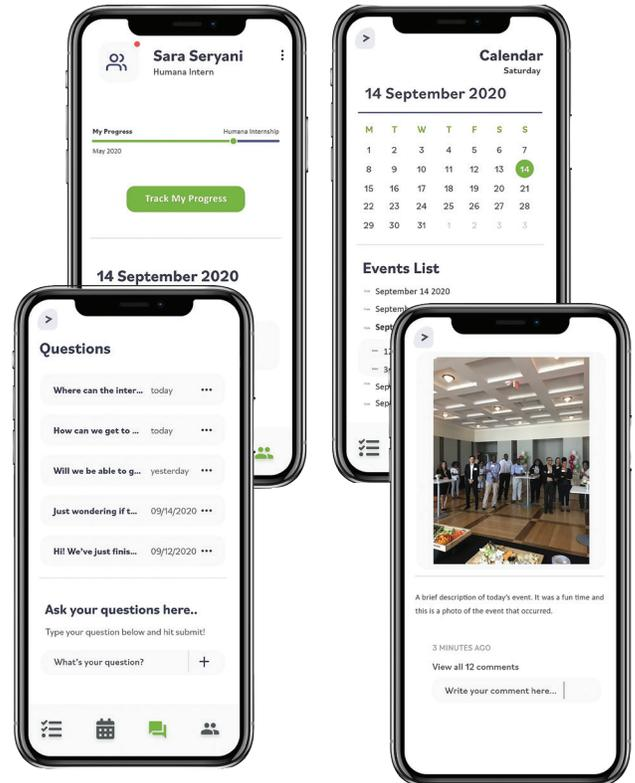 Sara Seryani
Humana Intern
My Progress Humana Internship
May 2020
Track My Progress
14 September 2020
>
Calendar
Saturday
14 September 2020
M T W T F S S
1 2 3 4 5 6 7
8 9 10 11 12 13 14
15 16 17 18 19 20 21
22 23 24 25 26 27 28
29 30 31 1 2 3 3
Events List
September 14 2020
>
Questions
Where can the inter... today
How can we get to ... today
Will we be able to g... yesterday
Just wondering if t... 09/14/2020
Hi! We've just finis... 09/12/2020
Ask your questions here..
Type your question below and hit submit!
What's your question? +
>
A brief description of today's event. It was a fun time and
this is a photo of the event that occurred.
3 MINUTES AGO
View all 12 comments
Write your comment here...